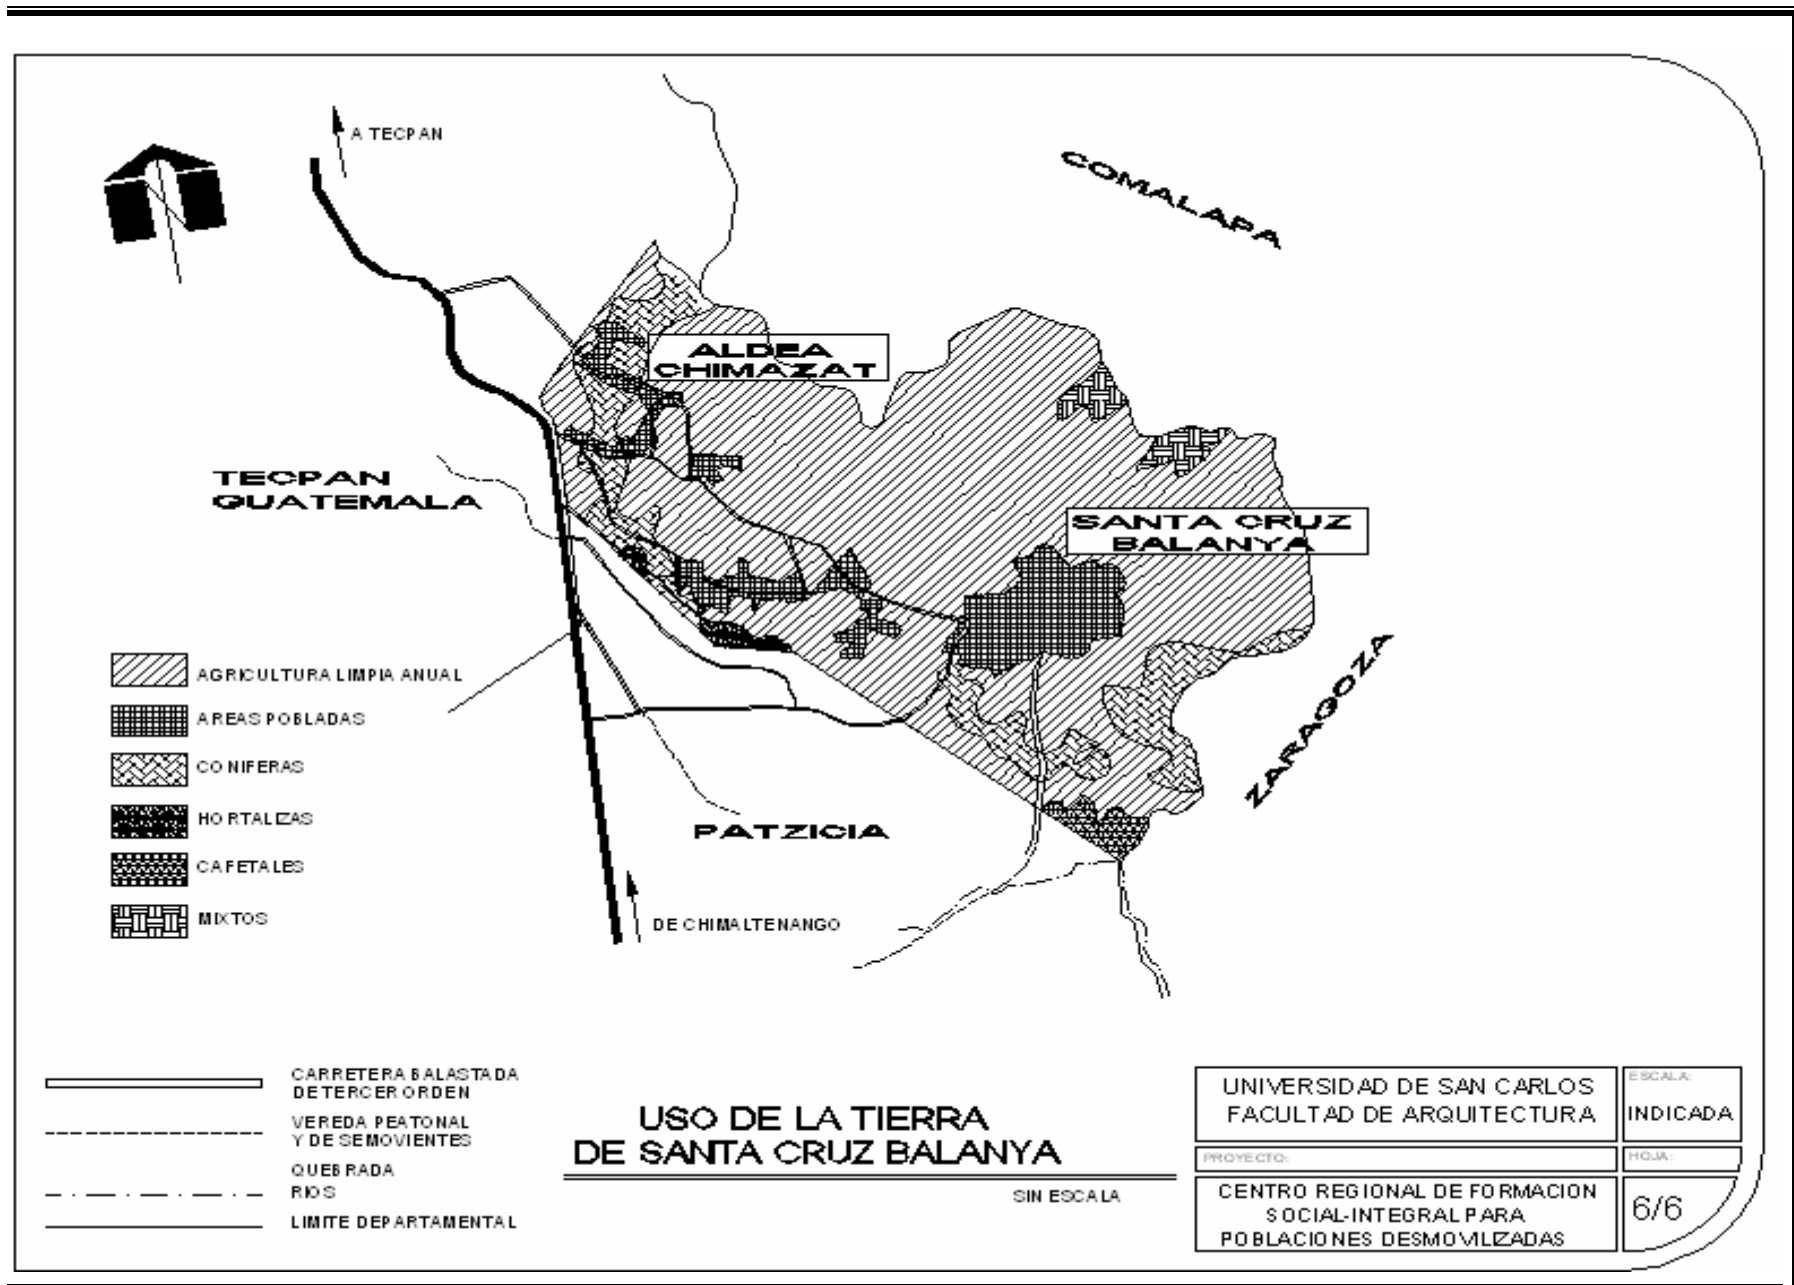 A TECPAN
COMALAPA
ALDEA
CHIMAZAT
TECPAN
GUATEMALA
SANTA CRUZ
BALANYA
ZARAGOZA
AGRICULTURA LIMPIA ANUAL
AREAS POBLADAS
CONIFERAS
HORTALIZAS
CAFETALES
MIXTOS
PATZICIA
DE CHIMALTENANGO
CARRETERA BALASTADA
DE TERCER ORDEN
VEREDA PEATONAL
Y DE SEMOVIENTES
QUEBRADA
RIOS
LIMITE DEPARTAMENTAL
USO DE LA TIERRA
DE SANTA CRUZ BALANYA
SIN ESCALA
UNIVERSIDAD DE SAN CARLOS
FACULTAD DE ARQUITECTURA
ESCALA:
INDICADA
PROYECTO:
HOJA:
CENTRO REGIONAL DE FORMACION
SOCIAL-INTEGRAL PARA
POBLACIONES DESMOVILIZADAS
6/6